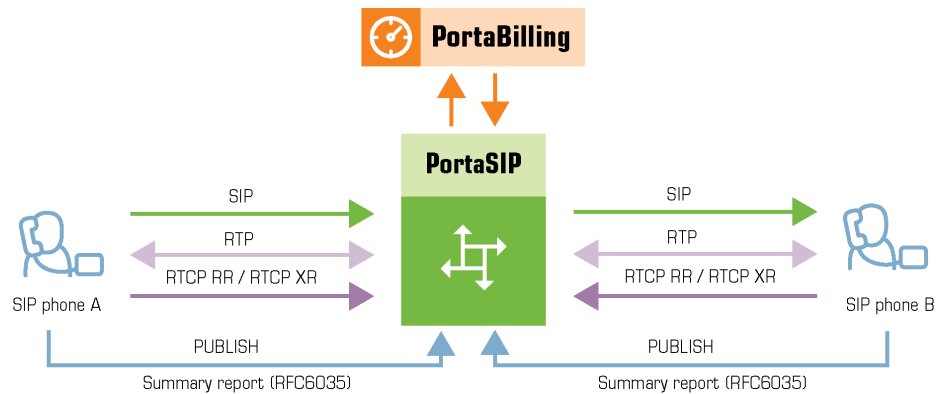 PortaBilling
PortaSIP
SIP
RTP
RTCP RR / RTCP XR
SIP phone A
PUBLISH
Summary report (RFC6035)
SIP
RTP
RTCP RR / RTCP XR
SIP phone B
PUBLISH
Summary report (RFC6035)